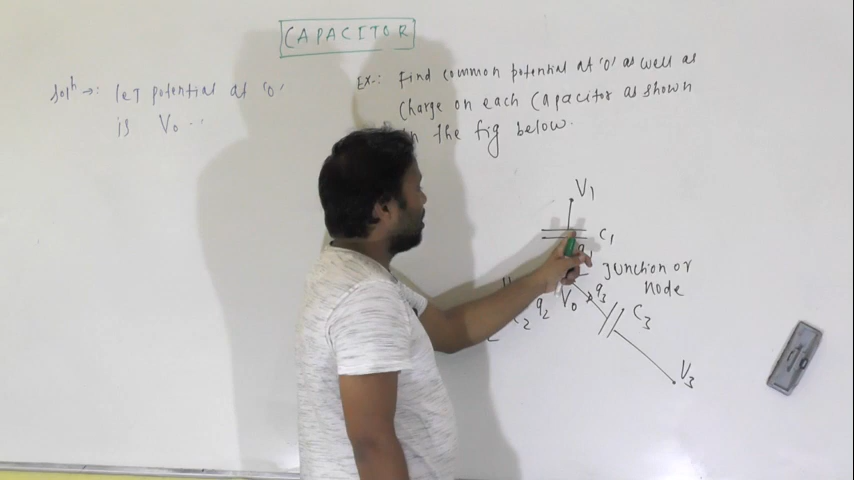 CAPACITOR
Solⁿ →: let potential at 'O'
is V₀ ..
Ex.: Find common potential at 'O' as well as
Charge on each Capacitor as shown
in the fig below.
V₁
C₁
q₁
Junction or
Node
V₀
q₃
q₂
C₂
C₃
V₃